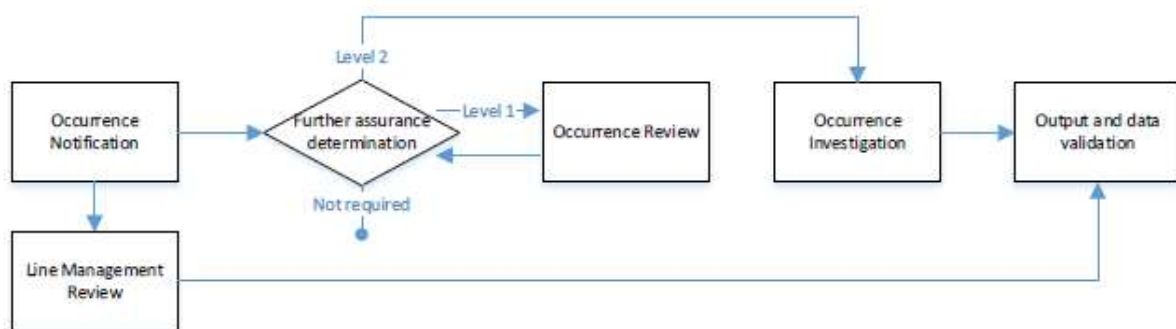 Level 2
Occurrence
Notification
Further assurance
determination
Level 1
Occurrence Review
Occurrence
Investigation
Output and data
validation
Not required
Line Management
Review